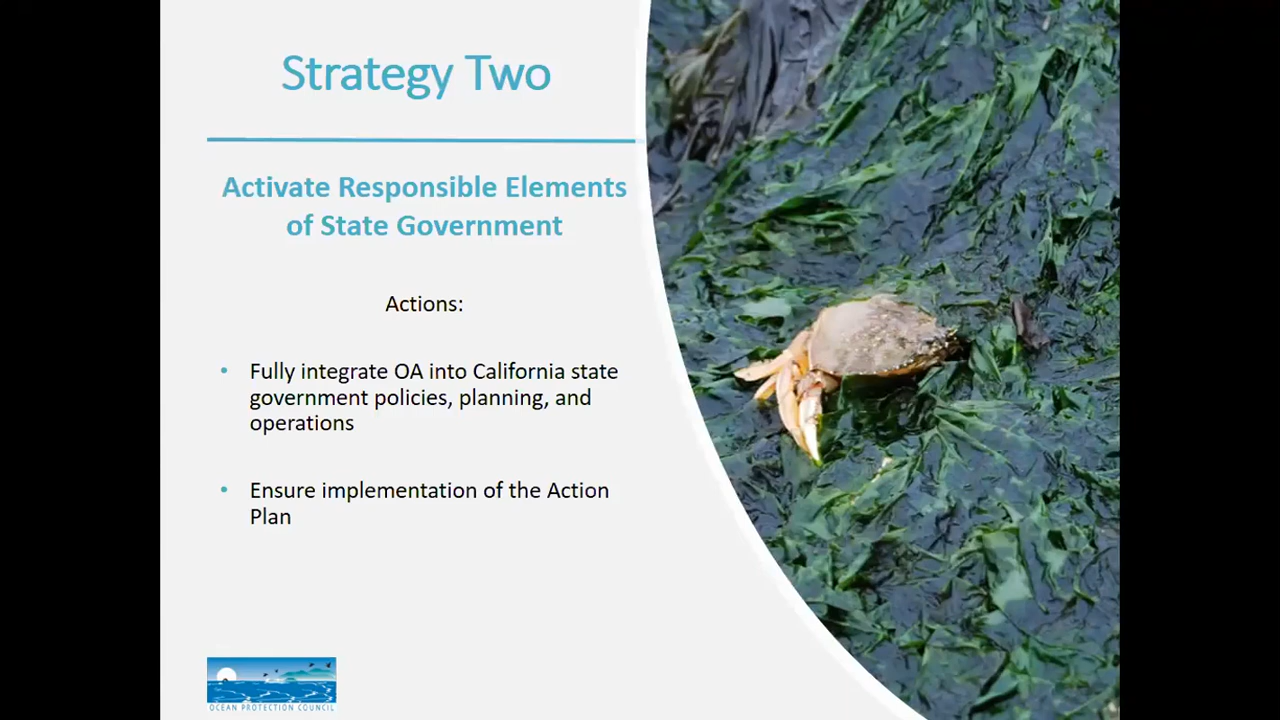 Strategy Two
Activate Responsible Elements
of State Government
Actions:
• Fully integrate OA into California state
government policies, planning, and
operations
• Ensure implementation of the Action
Plan
OCEAN PROTECTION COUNCIL